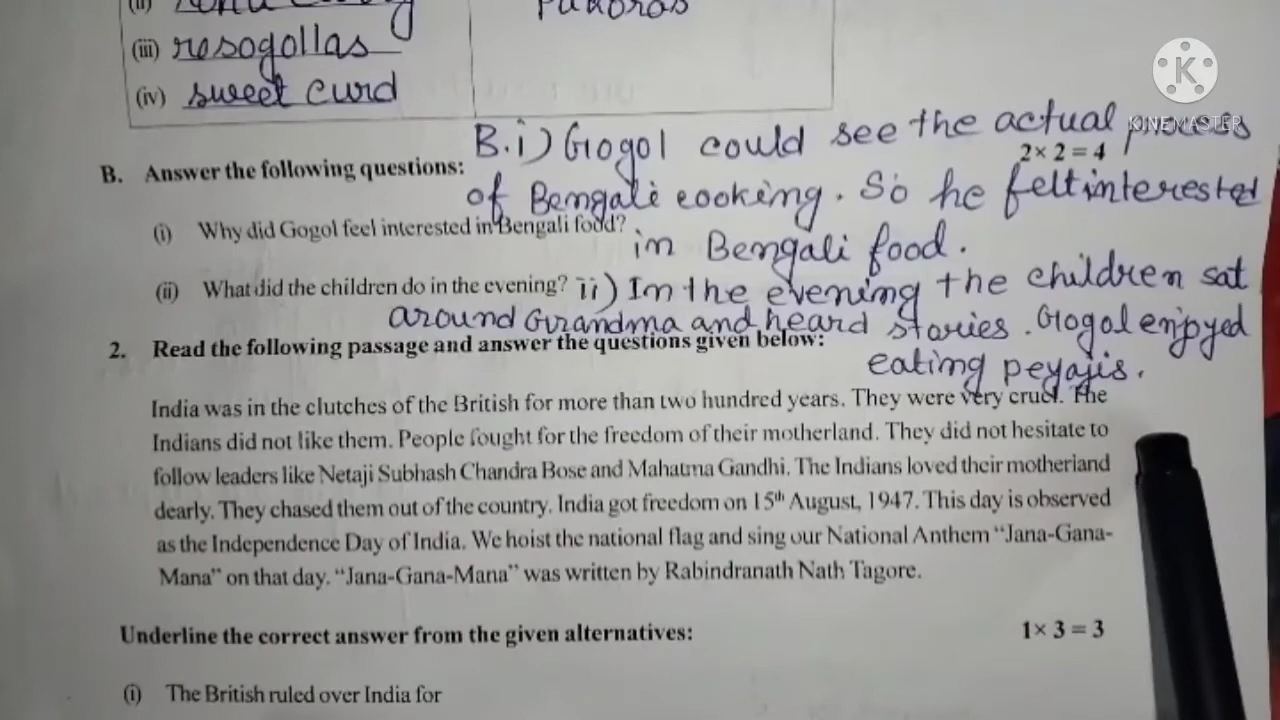 (ii)
Pakoras
(iii) rosogollas
(iv) sweet curd
KINEMASTER
B. i) Gogol could see the actual process
2× 2 = 4
B. Answer the following questions:
of Bengali cooking. So he felt interested
(i) Why did Gogol feel interested in Bengali food?
in Bengali food.
(ii) What did the children do in the evening? ii) In the evening the children sat
around Grandma and heard stories. Gogol enjoyed
2. Read the following passage and answer the questions given below:
eating peyajis.
India was in the clutches of the British for more than two hundred years. They were very cruel. The
Indians did not like them. People fought for the freedom of their motherland. They did not hesitate to
follow leaders like Netaji Subhash Chandra Bose and Mahatma Gandhi. The Indians loved their motherland
dearly. They chased them out of the country. India got freedom on 15th August, 1947. This day is observed
as the Independence Day of India. We hoist the national flag and sing our National Anthem "Jana-Gana-
Mana" on that day. "Jana-Gana-Mana" was written by Rabindranath Nath Tagore.
Underline the correct answer from the given alternatives:
1× 3 = 3
(i) The British ruled over India for